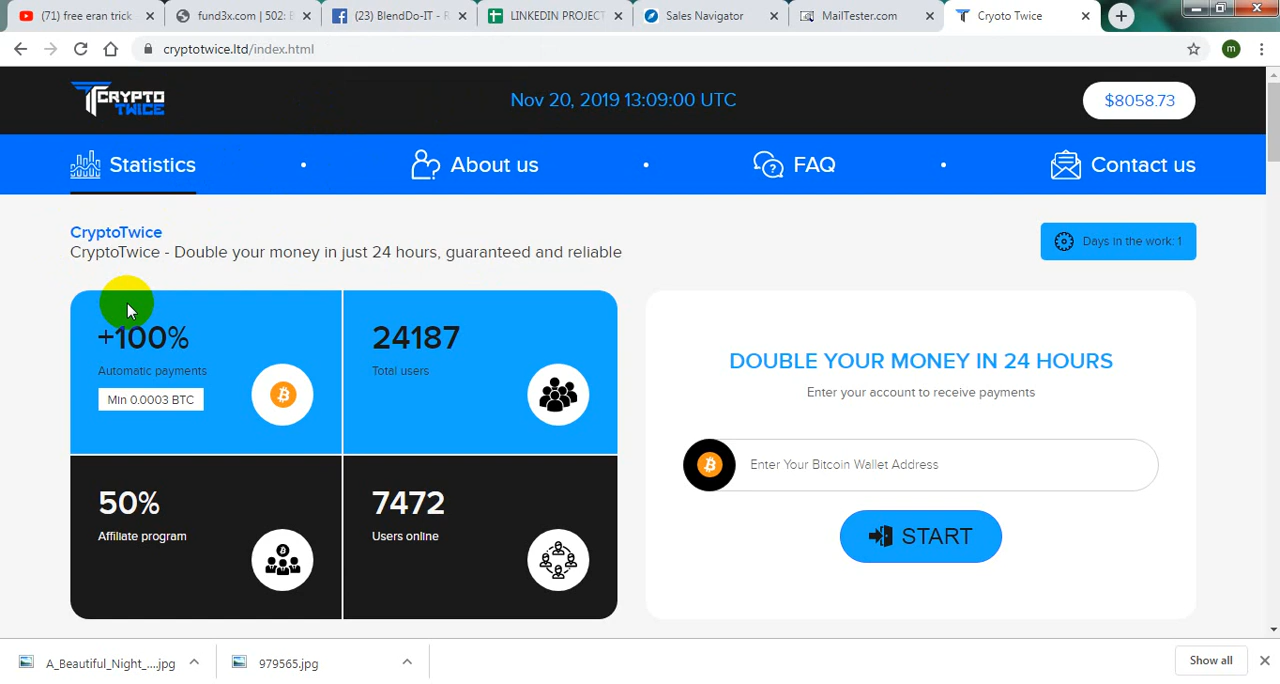 (71) free eran trick
fund3x.com | 502: B
(23) BlendDo-IT - R
LINKEDIN PROJECT
Sales Navigator
MailTester.com
Cryoto Twice
cryptotwice.ltd/index.html
m
CRYPTO
TWICE
Nov 20, 2019 13:09:00 UTC
$8058.73
Statistics
About us
FAQ
Contact us
CryptoTwice
CryptoTwice - Double your money in just 24 hours, guaranteed and reliable
Days in the work: 1
+100%
Automatic payments
Min 0.0003 BTC
24187
Total users
50%
Affiliate program
7472
Users online
DOUBLE YOUR MONEY IN 24 HOURS
Enter your account to receive payments
Enter Your Bitcoin Wallet Address
START
A_Beautiful_Night_....jpg
979565.jpg
Show all